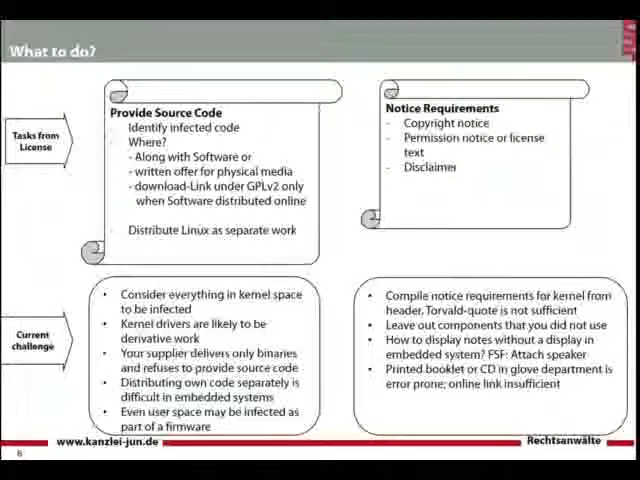 What to do?
Tasks from
License
Provide Source Code
Identify infected code
Where?
- Along with Software or
- written offer for physical media
- download-Link under GPLv2 only
when Software distributed online
Distribute Linux as separate work
Notice Requirements
- Copyright notice
- Permission notice or license
text
- Disclaimer
Current
challenge
• Consider everything in kernel space
to be infected
• Kernel drivers are likely to be
derivative work
• Your supplier delivers only binaries
and refuses to provide source code
• Distributing own code separately is
difficult in embedded systems
• Even user space may be infected as
part of a firmware
• Compile notice requirements for kernel from
header, Torvald-quote is not sufficient
• Leave out components that you did not use
• How to display notes without a display in
embedded system? FSF: Attach speaker
• Printed booklet or CD in glove department is
error prone; online link insufficient
www.kanzlei-jun.de
Rechtsanwälte
8